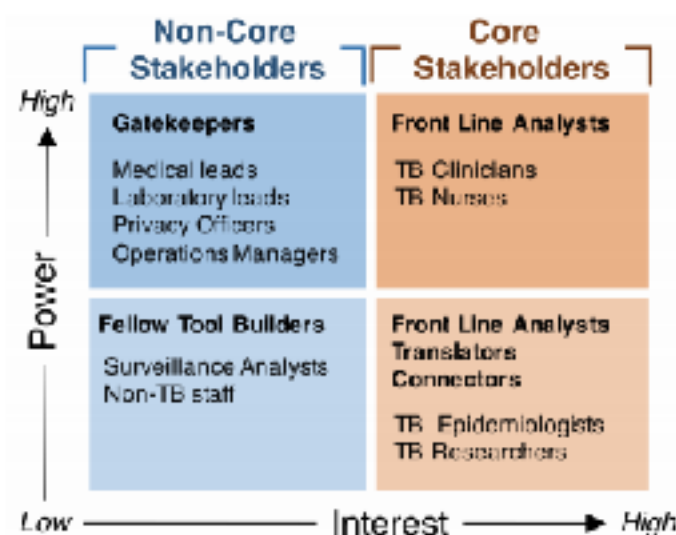 Non-Core Stakeholders
Core Stakeholders
High
Gatekeepers
Medical leads
Laboratory leads
Privacy Officers
Operations Managers
Front Line Analysts
TB Clinicians
TB Nurses
Power
Fellow Tool Builders
Surveillance Analysts
Non-TB staff
Front Line Analysts
Translators
Connectors
TB Epidemiologists
TB Researchers
Low
Interest
High